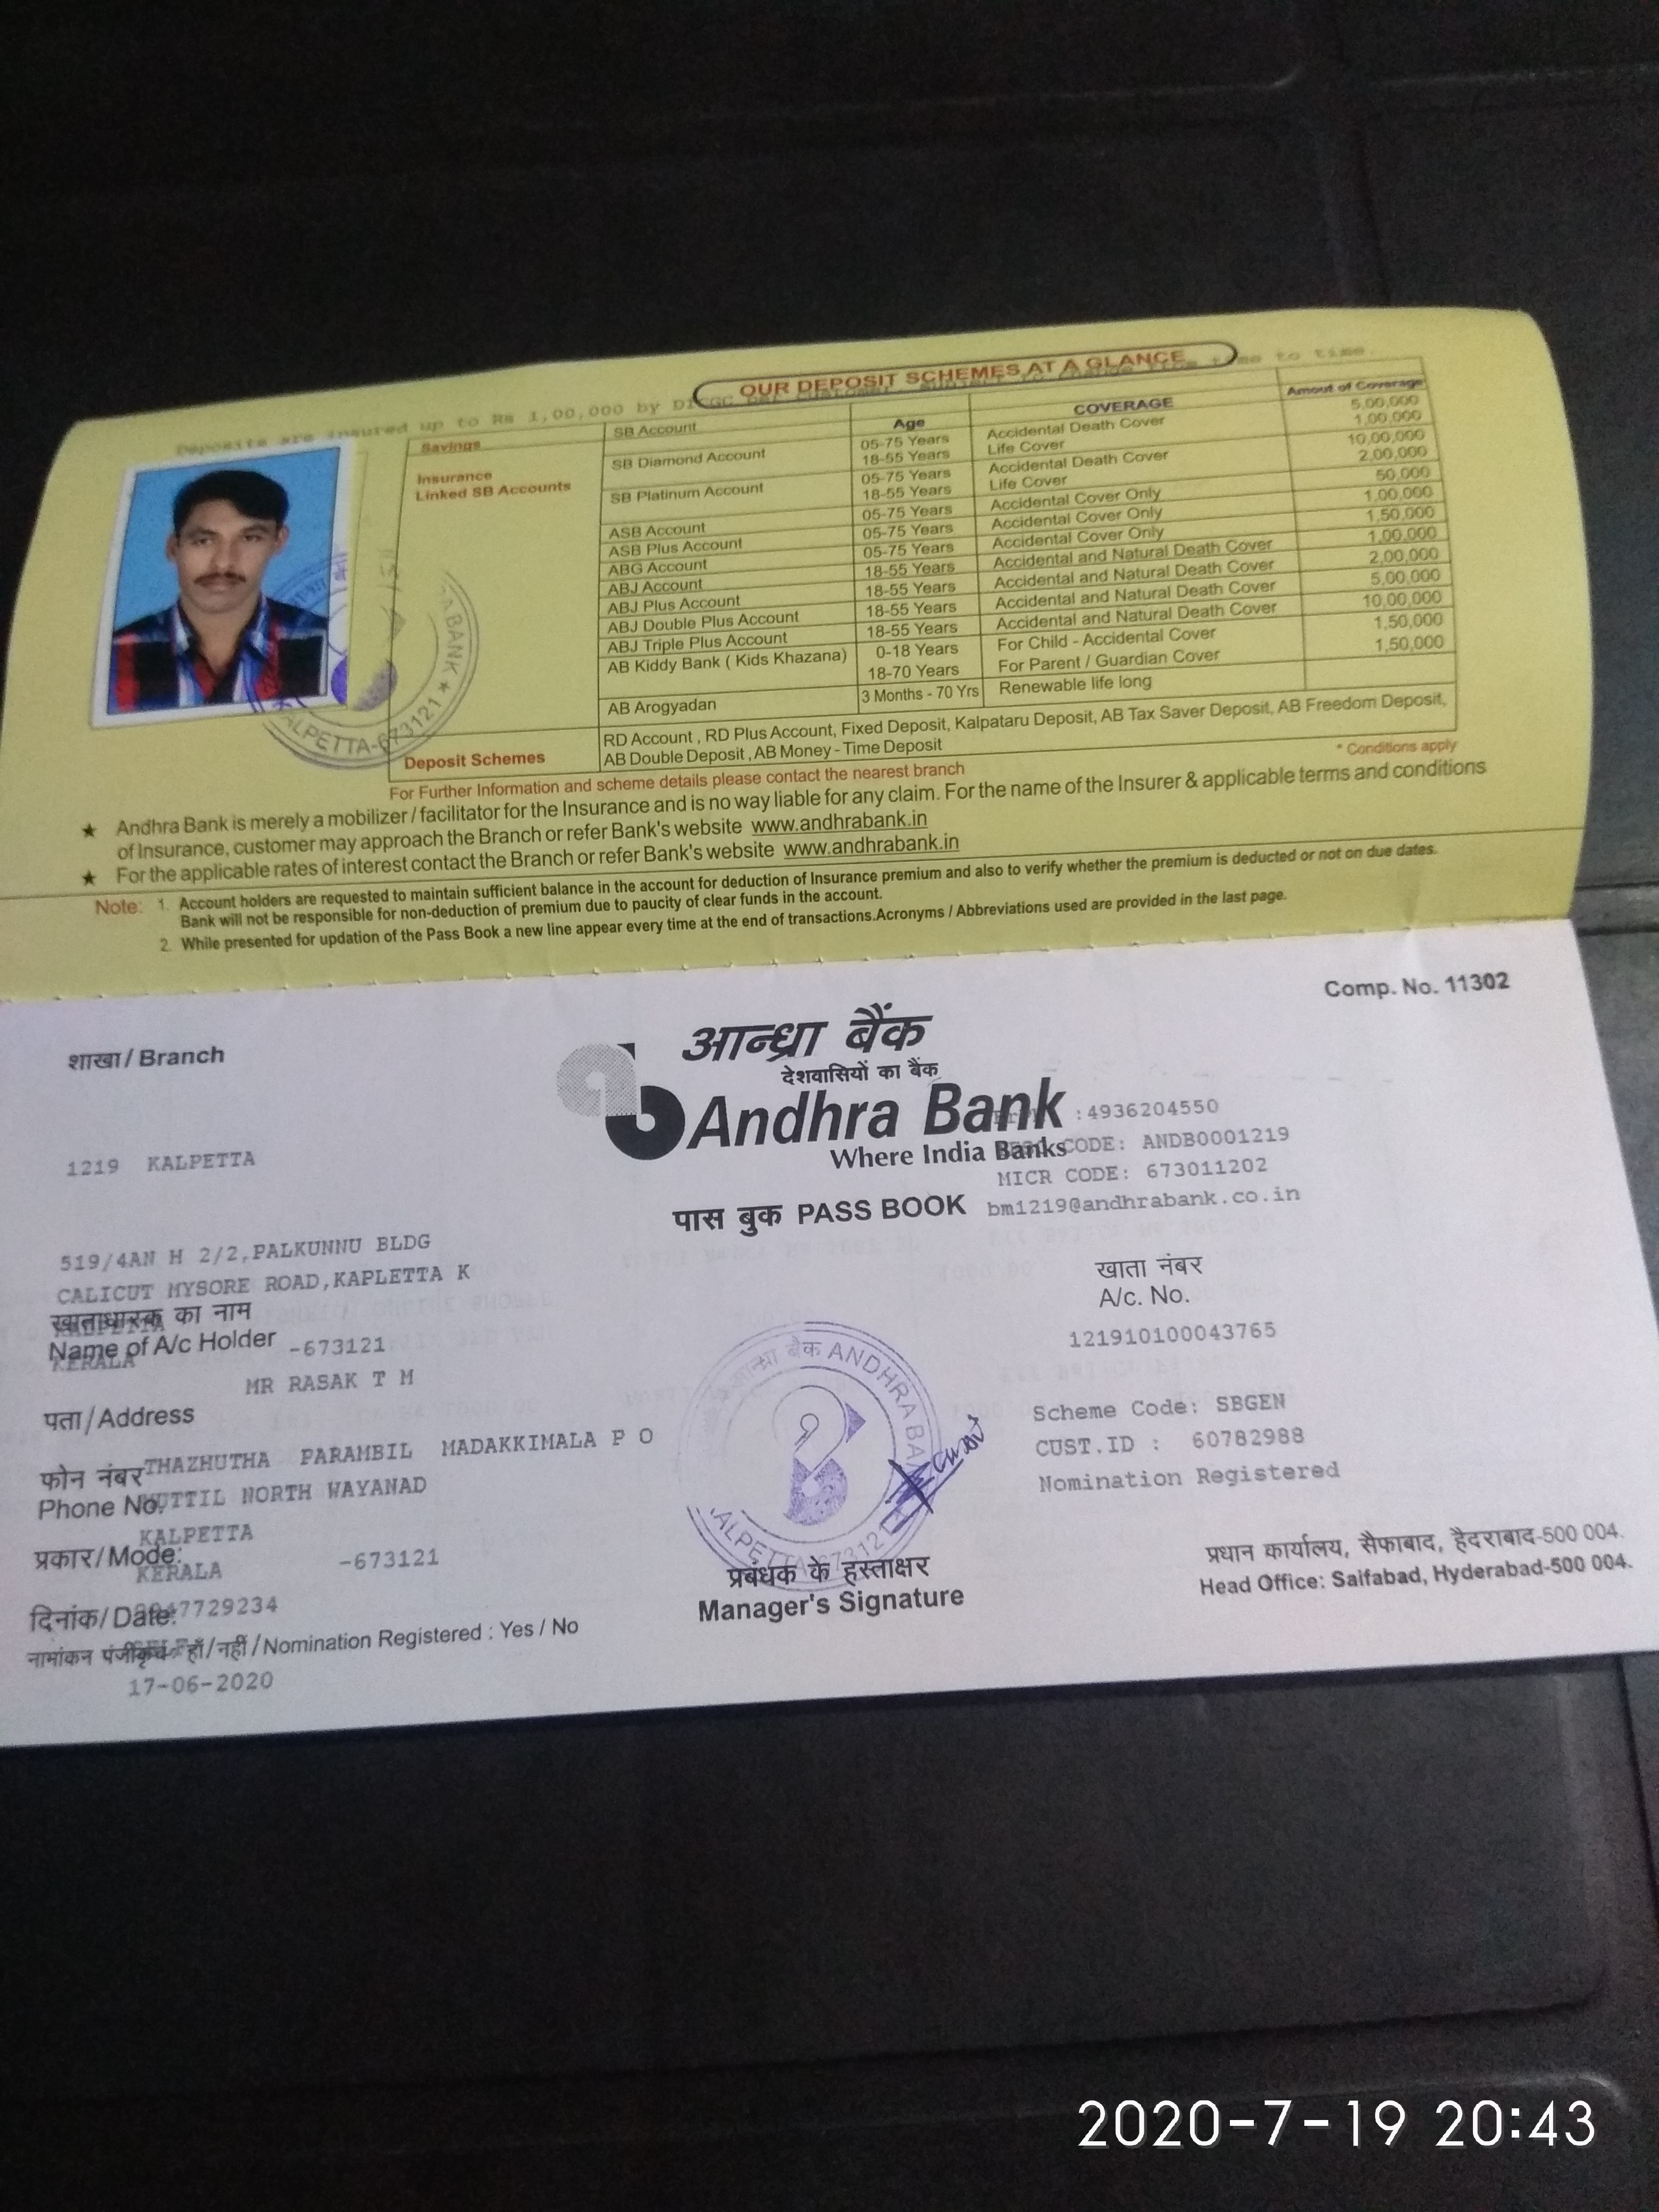 Deposits are insured up to Rs 1,00,000 by DICGC per customer, subject to change from time to time.
OUR DEPOSIT SCHEMES AT A GLANCE
Savings
Insurance
Linked SB Accounts
Age COVERAGE Amout of Coverage
SB Account 05-75 Years Accidental Death Cover 5,00,000
18-55 Years Life Cover 1,00,000
SB Diamond Account 05-75 Years Accidental Death Cover 10,00,000
18-55 Years Life Cover 2,00,000
SB Platinum Account
05-75 Years Accidental Cover Only 50,000
ASB Account 05-75 Years Accidental Cover Only 1,00,000
ASB Plus Account 05-75 Years Accidental Cover Only 1,50,000
ABG Account 18-55 Years Accidental and Natural Death Cover 1,00,000
ABJ Account 18-55 Years Accidental and Natural Death Cover 2,00,000
ABJ Plus Account 18-55 Years Accidental and Natural Death Cover 5,00,000
ABJ Double Plus Account 18-55 Years Accidental and Natural Death Cover 10,00,000
ABJ Triple Plus Account 0-18 Years For Child - Accidental Cover 1,50,000
AB Kiddy Bank ( Kids Khazana) 18-70 Years For Parent / Guardian Cover 1,50,000
AB Arogyadan 3 Months - 70 Yrs Renewable life long
Deposit Schemes RD Account , RD Plus Account, Fixed Deposit, Kalpataru Deposit, AB Tax Saver Deposit, AB Freedom Deposit,
AB Double Deposit , AB Money - Time Deposit
* Conditions apply
For Further Information and scheme details please contact the nearest branch
★ Andhra Bank is merely a mobilizer / facilitator for the Insurance and is no way liable for any claim. For the name of the Insurer & applicable terms and conditions
of Insurance, customer may approach the Branch or refer Bank's website www.andhrabank.in
★ For the applicable rates of interest contact the Branch or refer Bank's website www.andhrabank.in
Note: 1. Account holders are requested to maintain sufficient balance in the account for deduction of Insurance premium and also to verify whether the premium is deducted or not on due dates.
Bank will not be responsible for non-deduction of premium due to paucity of clear funds in the account.
2. While presented for updation of the Pass Book a new line appear every time at the end of transactions.Acronyms / Abbreviations used are provided in the last page.
BANK ★
ALPETTA-673121 ★
Comp. No. 11302
शाखा / Branch
आन्ध्रा बैंक
देशवासियों का बैंक
Andhra Bank
Where India Banks
:4936204550
CODE: ANDB0001219
MICR CODE: 673011202
bm1219@andhrabank.co.in
पास बुक PASS BOOK
1219 KALPETTA
519/4AN H 2/2,PALKUNNU BLDG
CALICUT MYSORE ROAD,KAPLETTA K
KALPETTA
खाताधारक का नाम
Name of A/c Holder
KERALA -673121
MR RASAK T M
खाता नंबर
A/c. No.
121910100043765
पता / Address
THAZHUTHA PARAMBIL MADAKKIMALA P O
फोन नंबर
Phone No.
MUTTIL NORTH WAYANAD
KALPETTA
प्रकार / Mode:
KERALA -673121
दिनांक / Date:
47729234
नामांकन पंजीकृत हाँ / नहीं / Nomination Registered : Yes / No
SELF
17-06-2020
Scheme Code: SBGEN
CUST.ID : 60782988
Nomination Registered
आन्ध्रा बैंक ANDHRA BA
ALPETTA-67312
प्रबंधक के हस्ताक्षर
Manager's Signature
प्रधान कार्यालय, सैफाबाद, हैदराबाद-500 004.
Head Office: Saifabad, Hyderabad-500 004.
2020-7-19 20:43